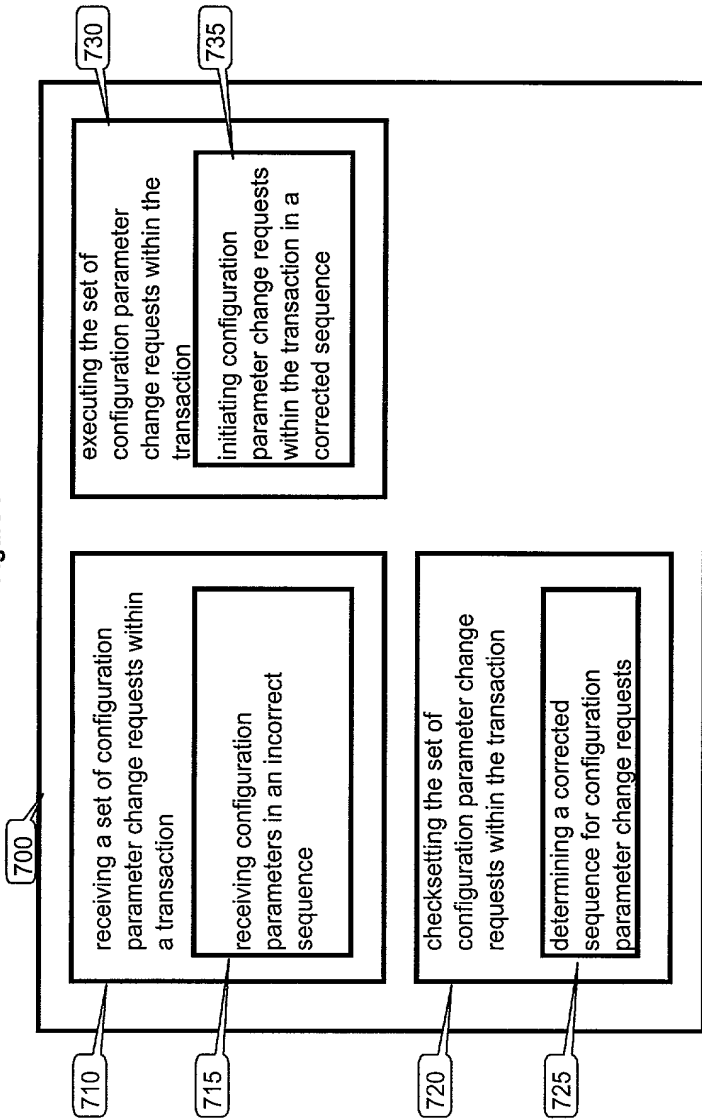 700
710
receiving a set of configuration
parameter change requests within
a transaction
715
receiving configuration
parameters in an incorrect
sequence
720
checksetting the set of
configuration parameter change
requests within the transaction
725
determining a corrected
sequence for configuration
parameter change requests
730
executing the set of
configuration parameter
change requests within the
transaction
735
initiating configuration
parameter change requests
within the transaction in a
corrected sequence